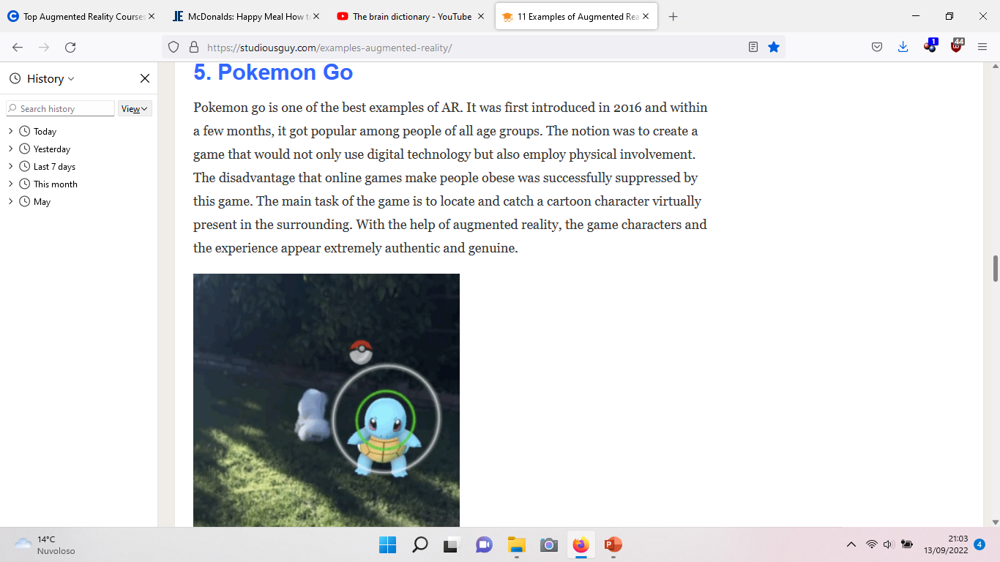 Top Augmented Reality Courses
McDonalds: Happy Meal How to
The brain dictionary - YouTube
11 Examples of Augmented Rea
https://studiousguy.com/examples-augmented-reality/
1
44
History
Search history
View
Today
Yesterday
Last 7 days
This month
May
5. Pokemon Go
Pokemon go is one of the best examples of AR. It was first introduced in 2016 and within
a few months, it got popular among people of all age groups. The notion was to create a
game that would not only use digital technology but also employ physical involvement.
The disadvantage that online games make people obese was successfully suppressed by
this game. The main task of the game is to locate and catch a cartoon character virtually
present in the surrounding. With the help of augmented reality, the game characters and
the experience appear extremely authentic and genuine.
14°C
Nuvoloso
21:03
13/09/2022
4